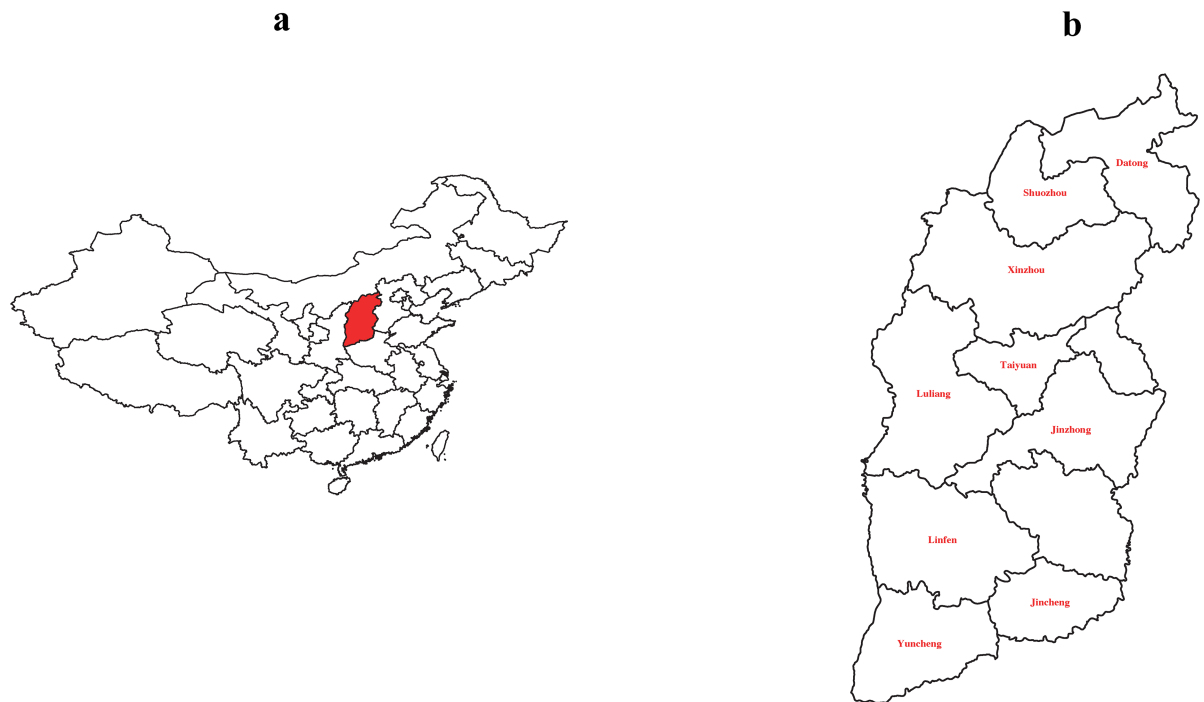 a
b
Datong
Shuozhou
Xinzhou
Taiyuan
Luliang
Jinzhong
Linfen
Jincheng
Yuncheng